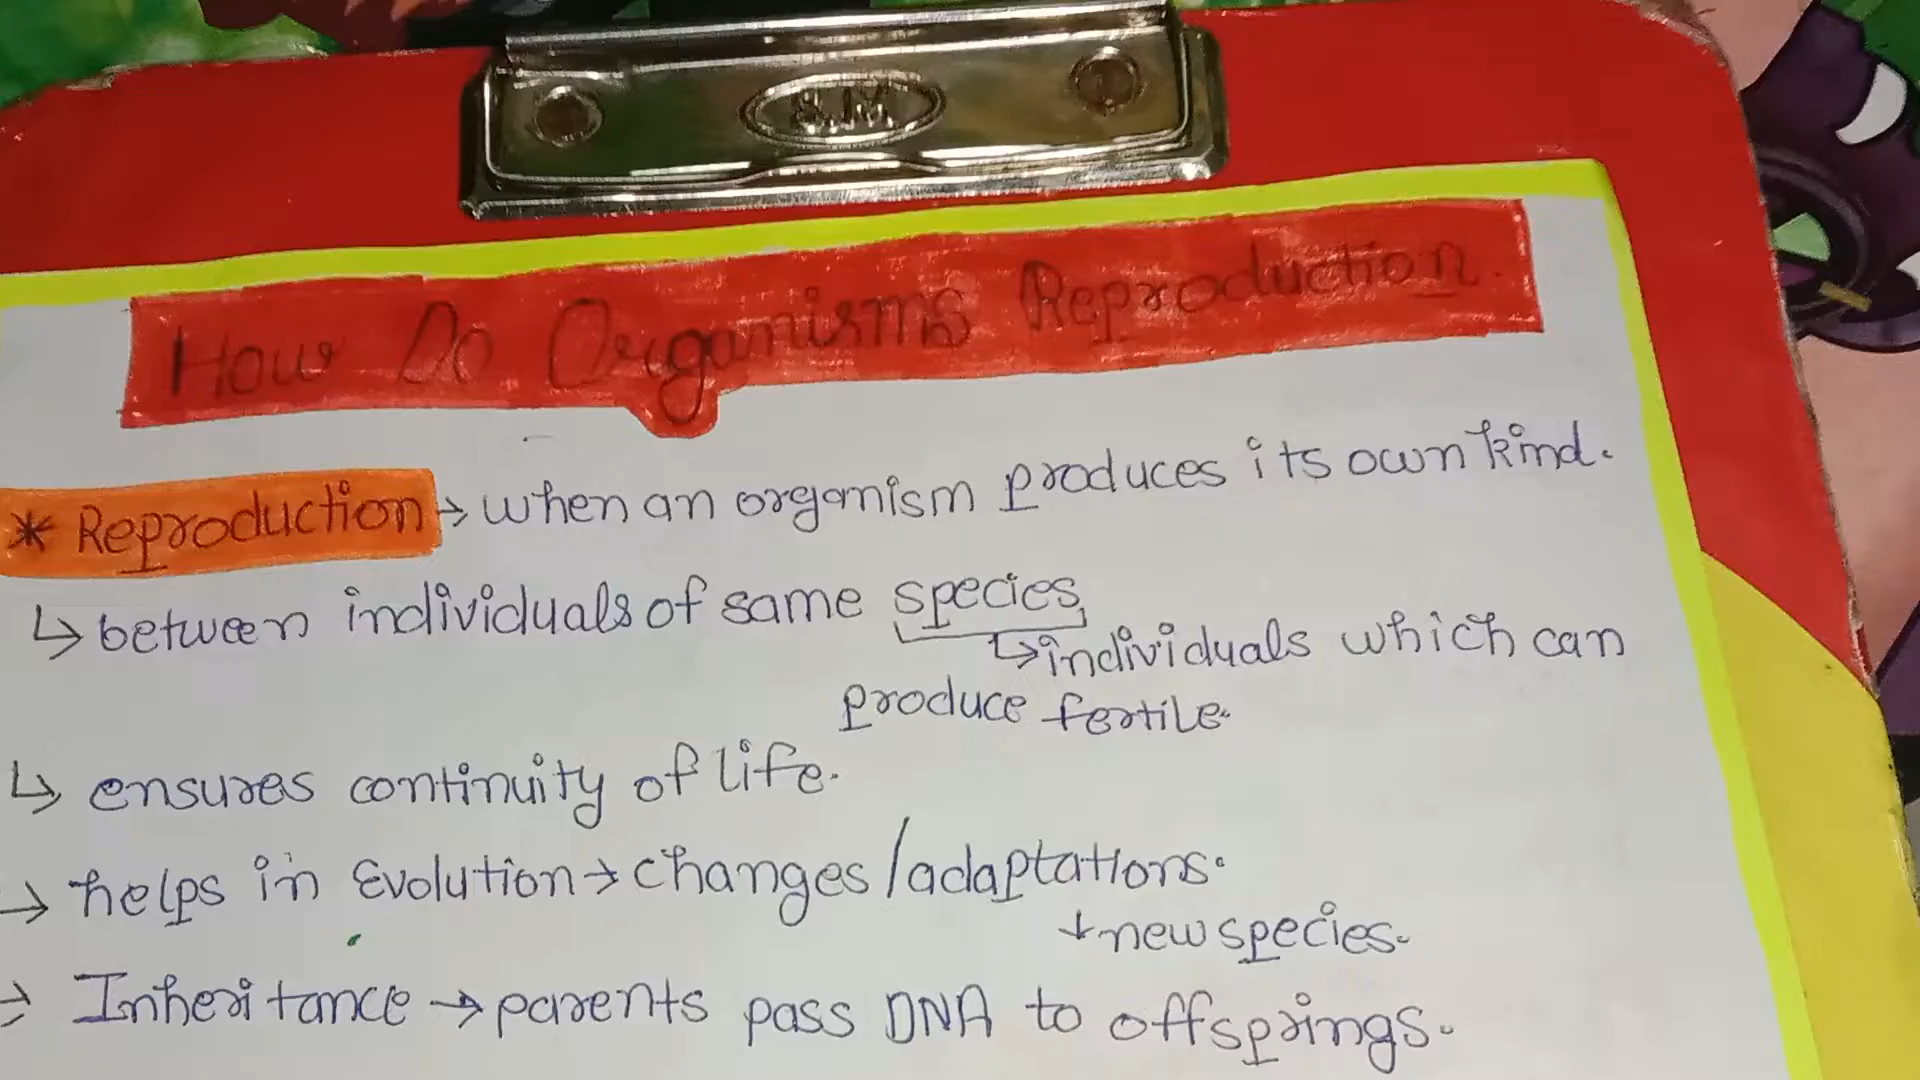 S.M
How Do Organisms Reproduction.
* Reproduction → when an organism produces its own kind.
↳ between individuals of same species,
↳ individuals which can
produce fertile.
↳ ensures continuity of life.
→ helps in Evolution → changes / adaptations.
+ new species.
→ Inheritance → parents pass DNA to offsprings.